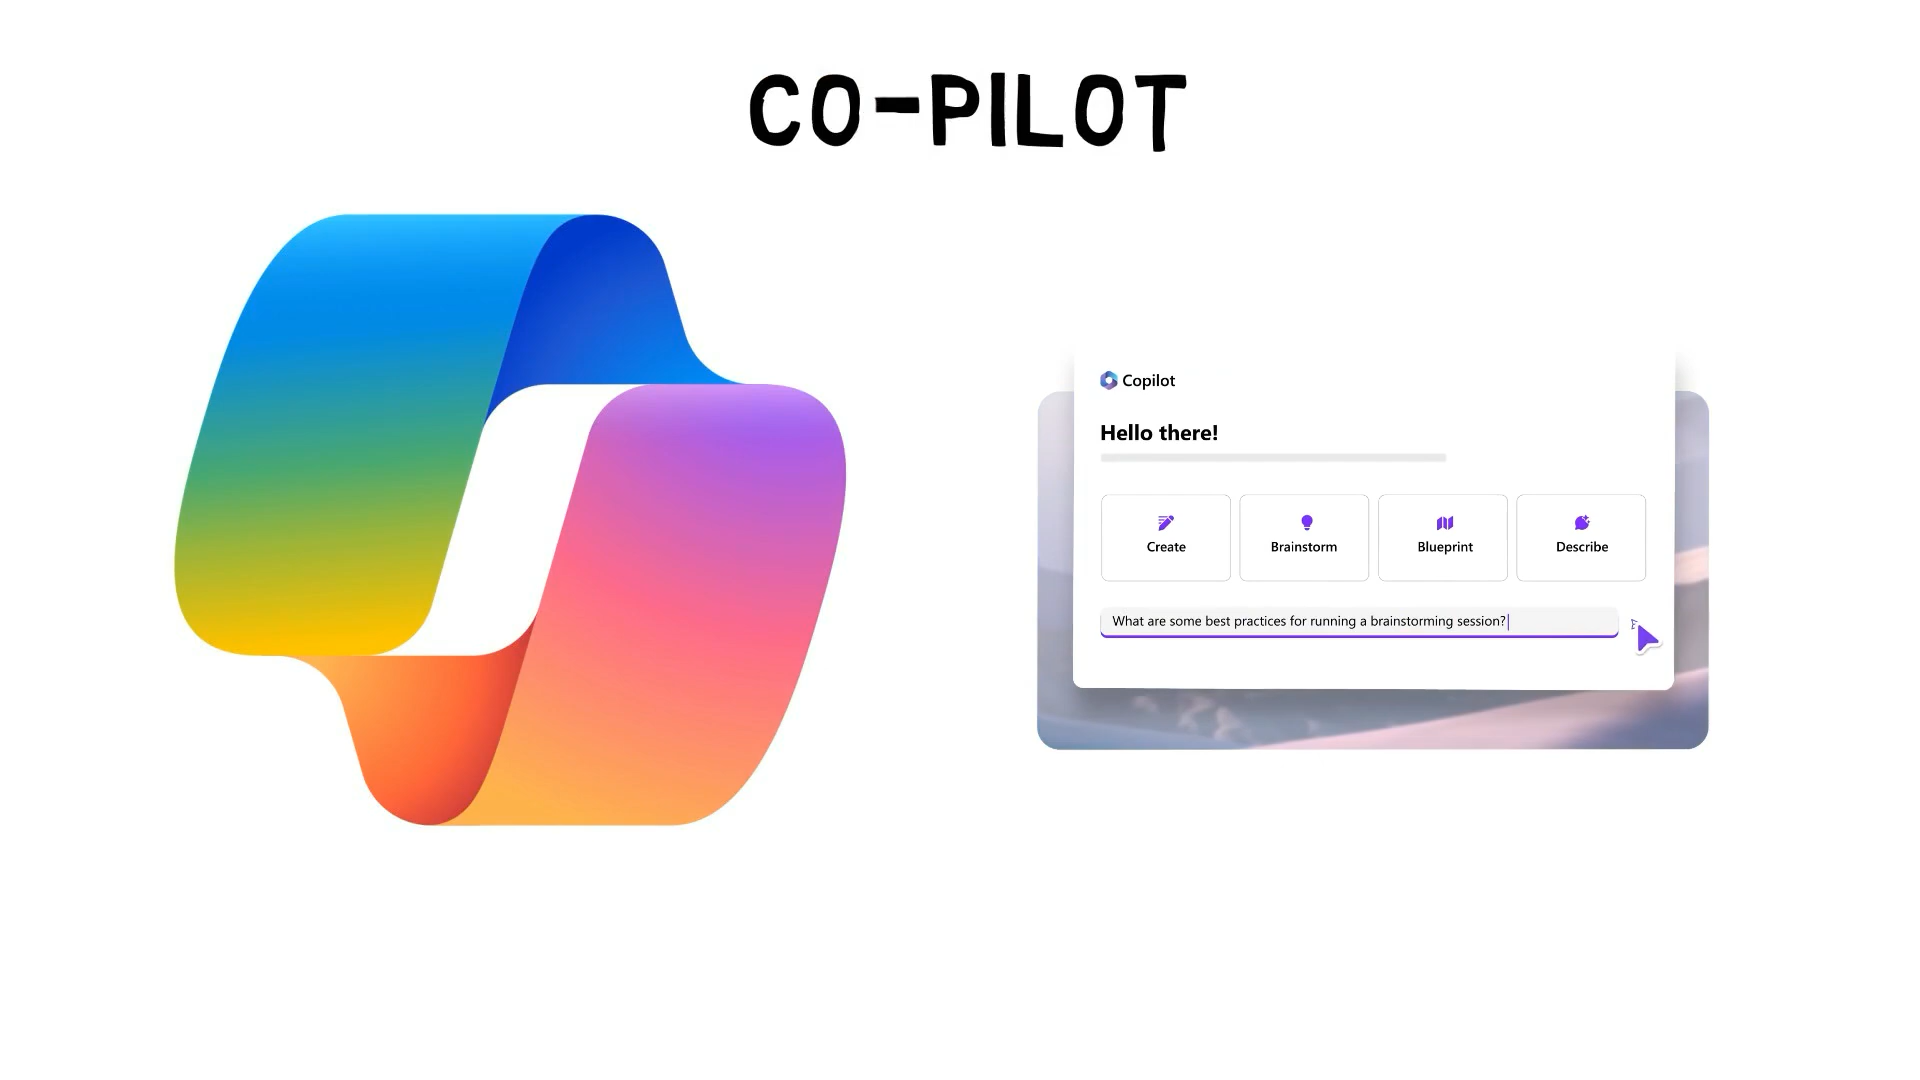 CO-PILOT
Copilot
Hello there!
Create
Brainstorm
Blueprint
Describe
What are some best practices for running a brainstorming session?